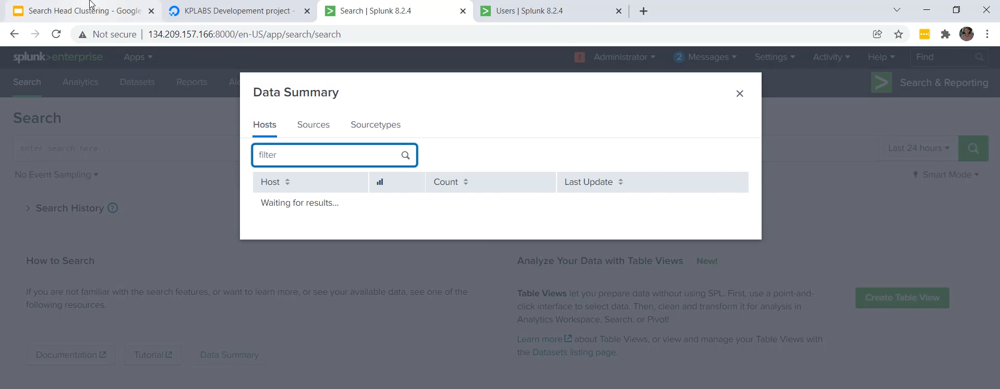 Search Head Clustering - Google
KPLABS Developement project -
Search | Splunk 8.2.4
Users | Splunk 8.2.4
Not secure
134.209.157.166:8000/en-US/app/search/search
splunk>enterprise
Apps
!
Administrator
2
Messages
Settings
Activity
Help
Find
Search
Analytics
Datasets
Reports
Ale
Search & Reporting
Data Summary
Search
Hosts
Sources
Sourcetypes
enter search here...
filter
Last 24 hours
No Event Sampling
Smart Mode
Host
Count
Last Update
Waiting for results...
> Search History ?
How to Search
Analyze Your Data with Table Views New!
If you are not familiar with the search features, or want to learn more, or see your available data, see one of the
following resources.
Table Views let you prepare data without using SPL. First, use a point-and-
click interface to select data. Then, clean and transform it for analysis in
Analytics Workspace, Search, or Pivot!
Create Table View
Learn more about Table Views, or view and manage your Table Views with
the Datasets listing page.
Documentation
Tutorial
Data Summary